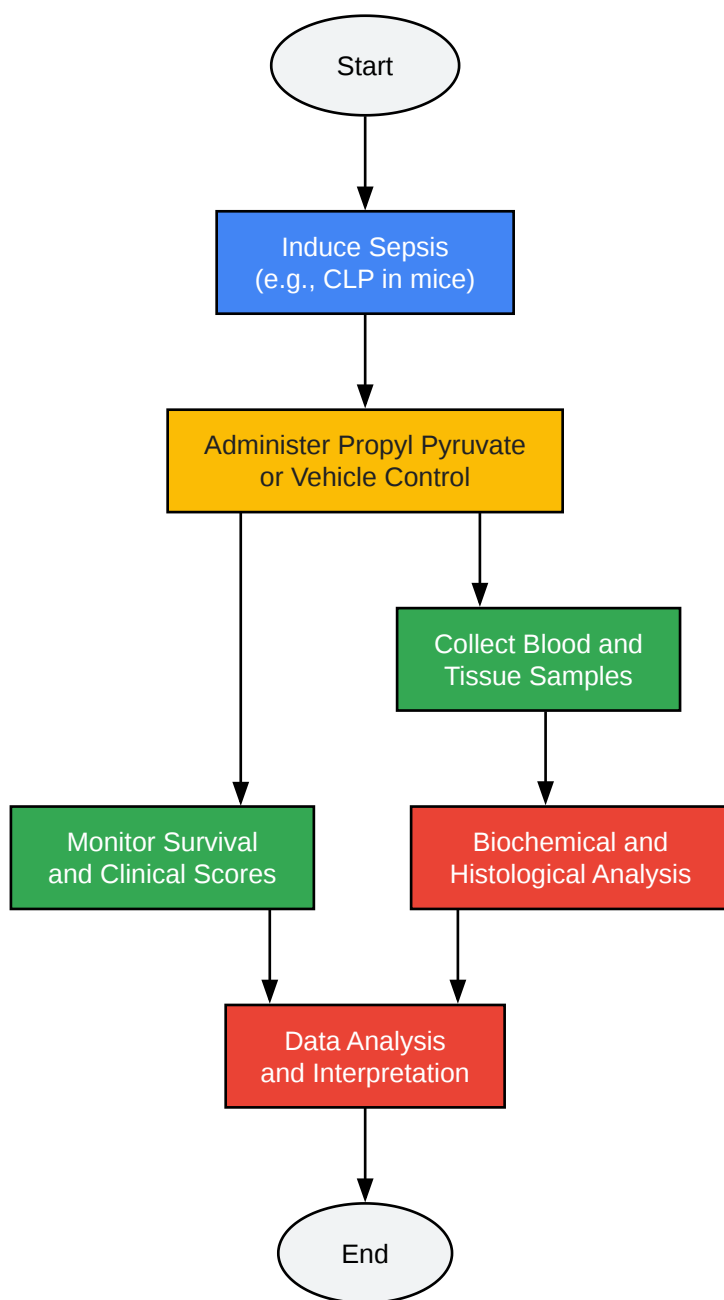 Start
Induce Sepsis
(e.g., CLP in mice)
Administer Propyl Pyruvate
or Vehicle Control
Collect Blood and
Tissue Samples
Monitor Survival
and Clinical Scores
Biochemical and
Histological Analysis
Data Analysis
and Interpretation
End